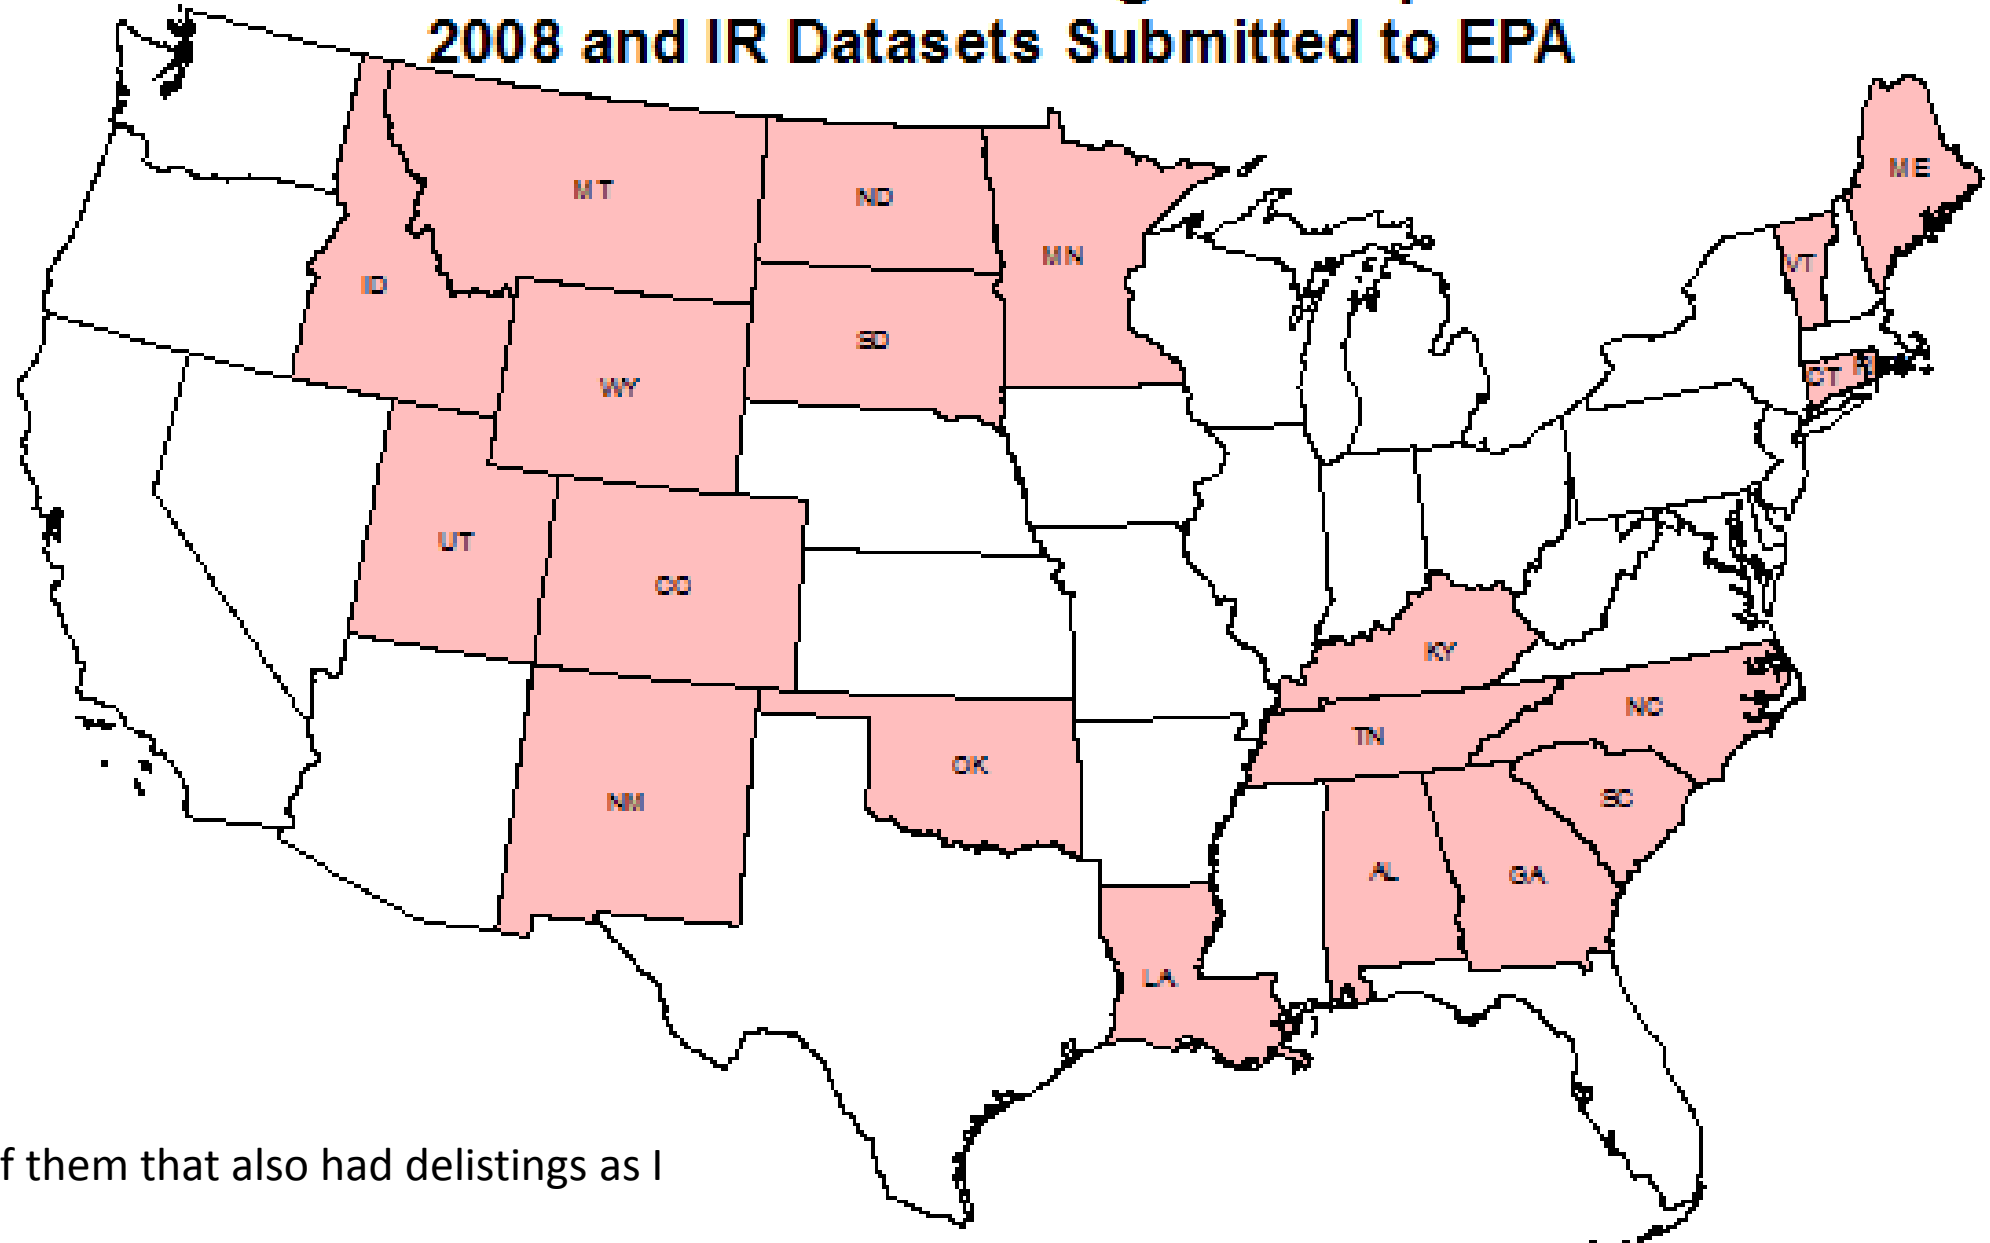 2008 and IR Datasets Submitted to EPA
ME
MT
ND
MN
VT
ID
SD
CT
WY
UT
CO
KY
NC
TN
OK
SC
NM
AL
GA
LA
f them that also had delistings as I